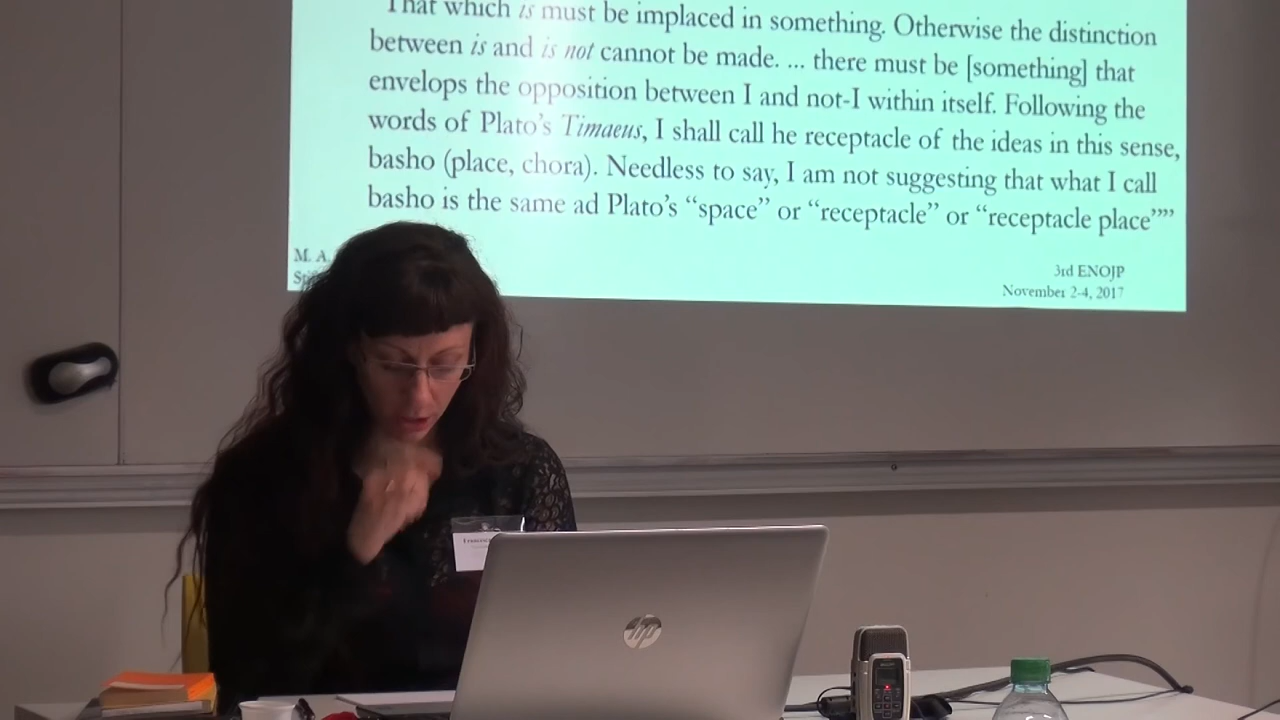 That which is must be implaced in something. Otherwise the distinction
between is and is not cannot be made. ... there must be [something] that
envelops the opposition between I and not-I within itself. Following the
words of Plato's Timaeus, I shall call he receptacle of the ideas in this sense,
basho (place, chora). Needless to say, I am not suggesting that what I call
basho is the same ad Plato's “space” or “receptacle” or “receptacle place””
M. A.
3rd ENOJP
November 2-4, 2017
hp